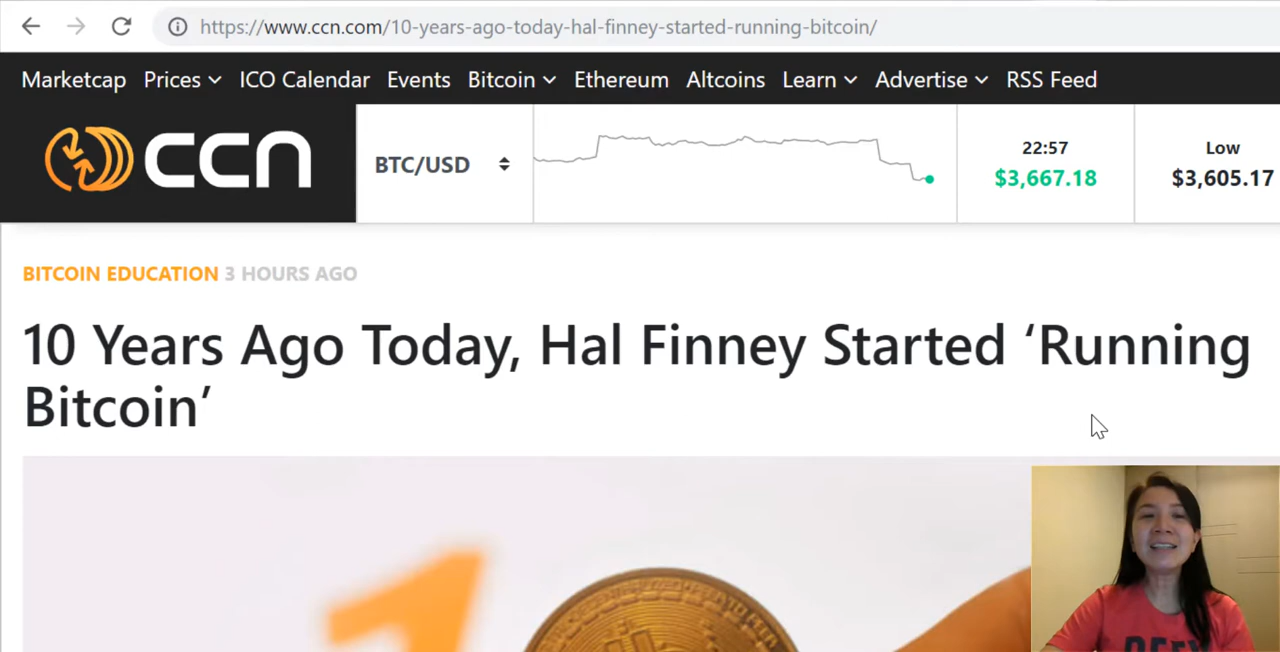 https://www.ccn.com/10-years-ago-today-hal-finney-started-running-bitcoin/
Marketcap Prices ICO Calendar Events Bitcoin Ethereum Altcoins Learn Advertise RSS Feed
ccn
BTC/USD
22:57
$3,667.18
Low
$3,605.17
BITCOIN EDUCATION 3 HOURS AGO
10 Years Ago Today, Hal Finney Started ‘Running
Bitcoin’
1